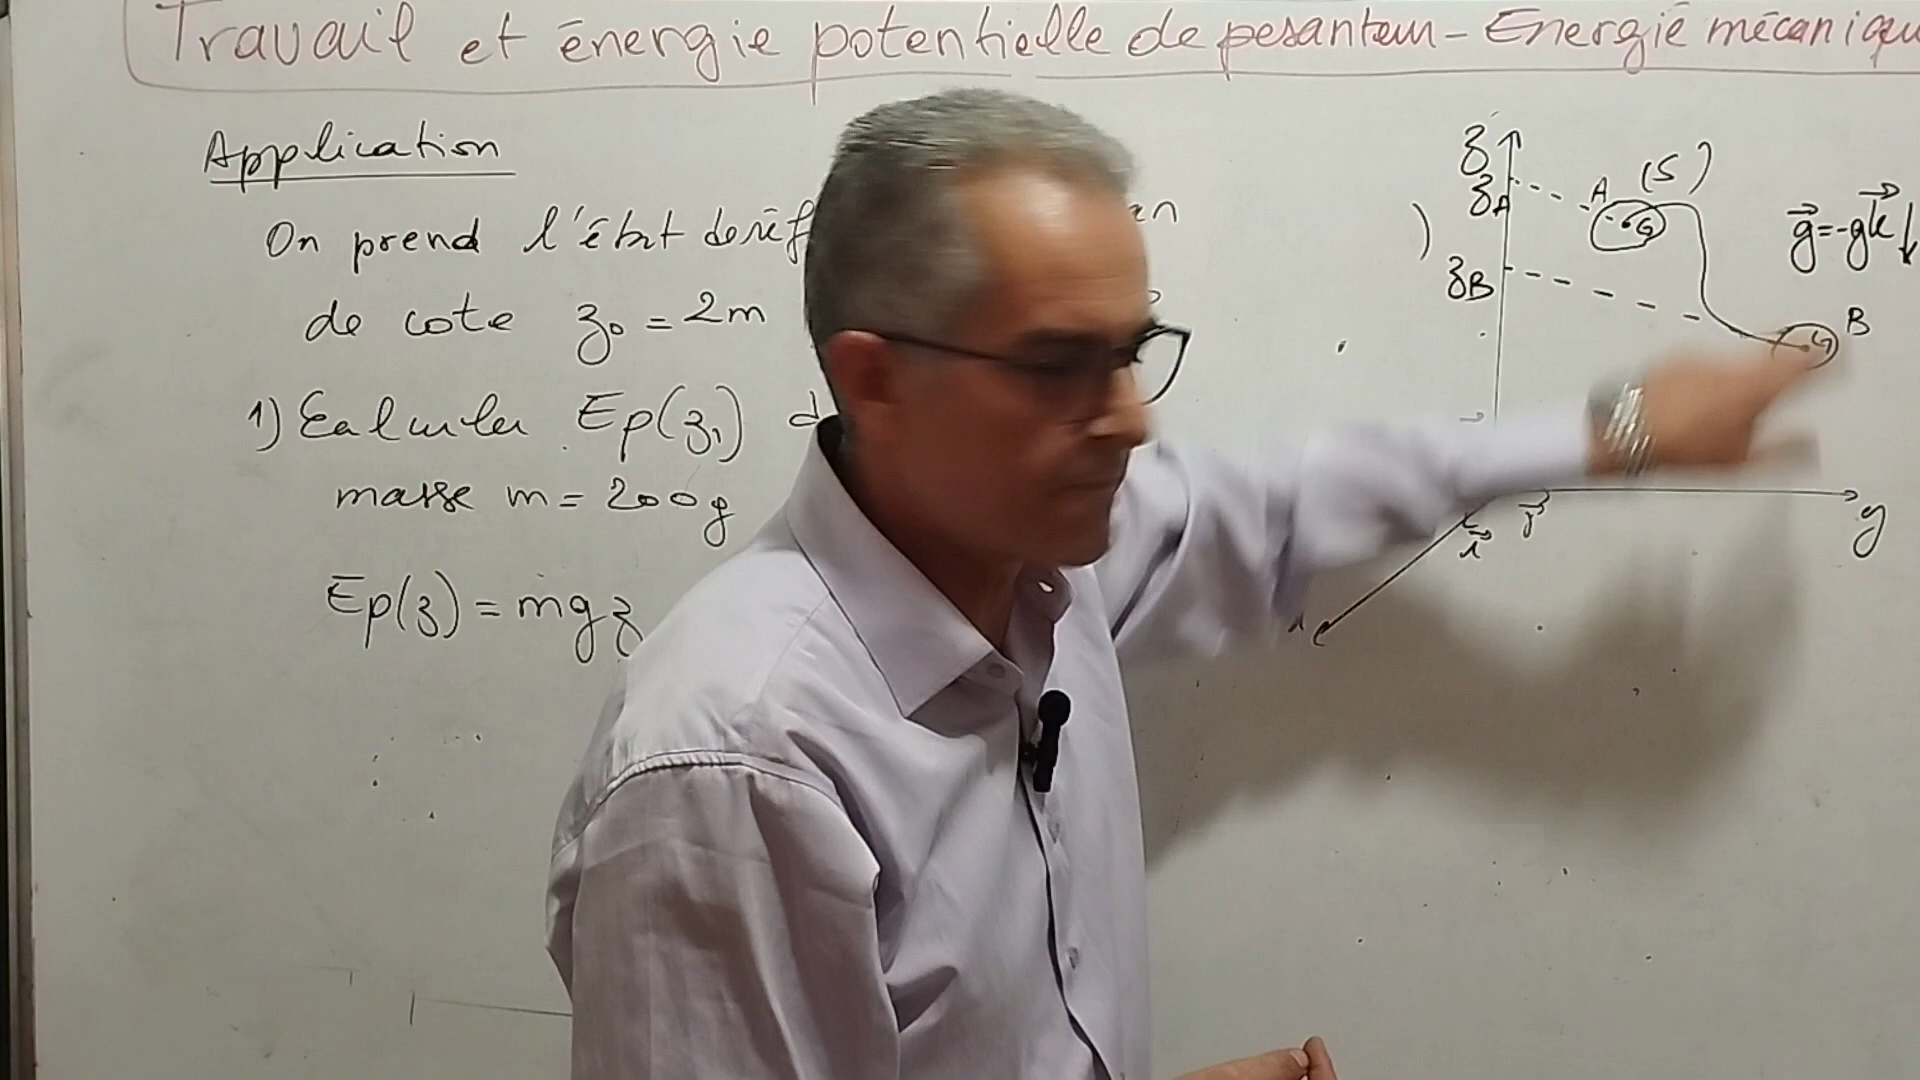 Travail et énergie potentielle de pesanteur - Energie mécaniqu
Application
On prend l'état de réf
de cote z₀ = 2m
1) Calculer Ep(z₁) d
masse m = 200g
Ep(z) = mgz
z
zA
A
(S)
G
g⃗ = -gk⃗
zB
B
G
i⃗
j⃗
y